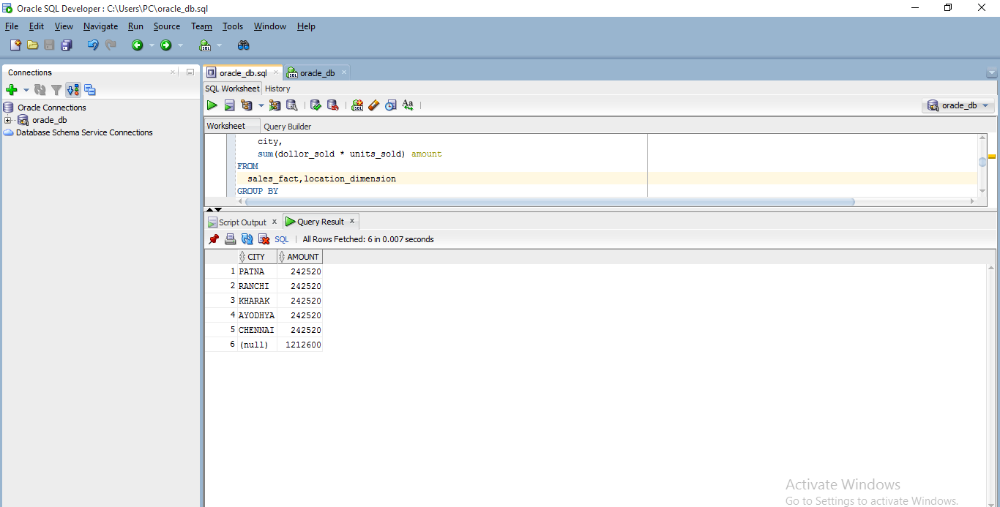 Oracle SQL Developer : C:\Users\PC\oracle_db.sql
File Edit View Navigate Run Source Team Tools Window Help
Connections
Oracle Connections
oracle_db
Database Schema Service Connections
oracle_db.sql oracle_db
SQL Worksheet History
oracle_db
Worksheet Query Builder
city,
sum(dollor_sold * units_sold) amount
FROM
sales_fact,location_dimension
GROUP BY
Script Output x Query Result x
SQL | All Rows Fetched: 6 in 0.007 seconds
CITY AMOUNT
1 PATNA 242520
2 RANCHI 242520
3 KHARAK 242520
4 AYODHYA 242520
5 CHENNAI 242520
6 (null) 1212600
Activate Windows
Go to Settings to activate Windows.